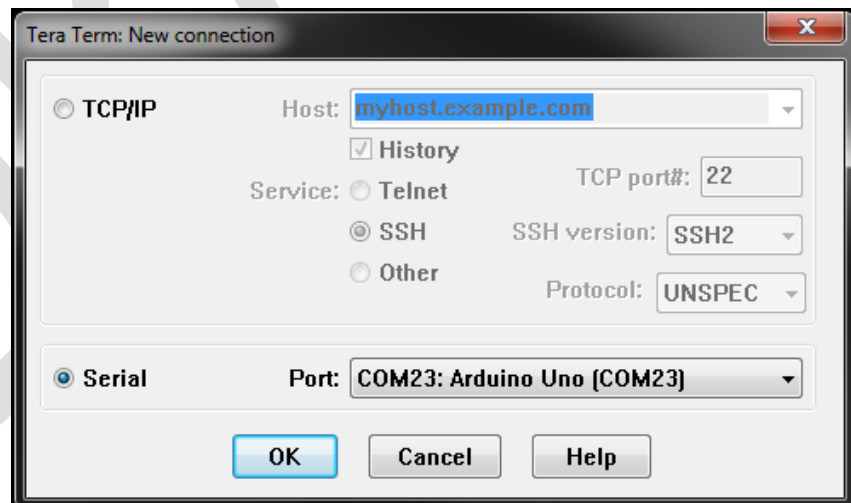 Tera Term: New connection
TCP/IP Host: myhost.example.com
History
Service: Telnet TCP port#: 22
SSH SSH version: SSH2
Other Protocol: UNSPEC
Serial Port: COM23: Arduino Uno (COM23)
OK Cancel Help